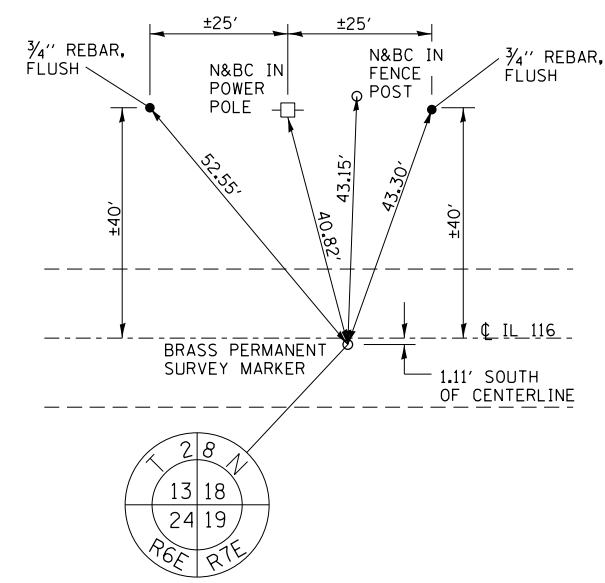 ±25' ±25'
¾'' REBAR,
FLUSH
N&BC IN
POWER
POLE
N&BC IN
FENCE
POST
¾'' REBAR,
FLUSH
52.55'
40.82'
43.15'
43.30'
±40'
±40'
℄ IL 116
BRASS PERMANENT
SURVEY MARKER
1.11' SOUTH
OF CENTERLINE
T 28 N
13 18
24 19
R6E R7E